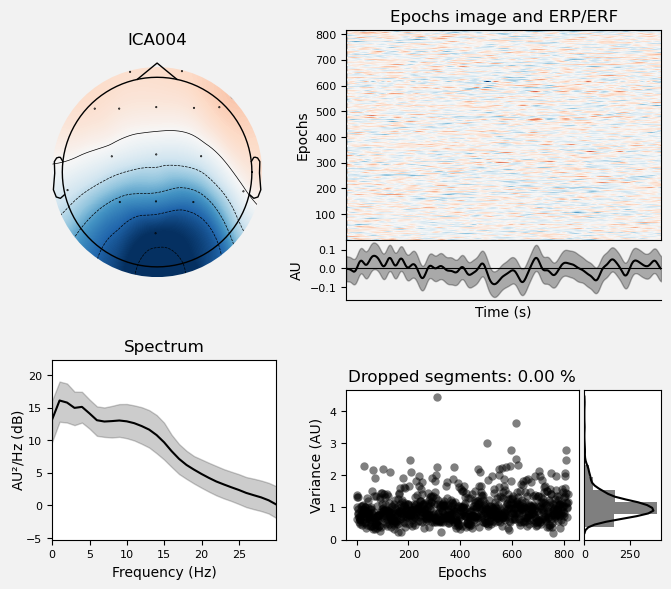 ICA004
Epochs image and ERP/ERF
800
700
600
500
400
300
200
100
Epochs
0.1
0.0
−0.1
AU
Time (s)
Spectrum
20
15
10
5
0
−5
AU²/Hz (dB)
0 5 10 15 20 25
Frequency (Hz)
Dropped segments: 0.00 %
4
3
2
1
0
Variance (AU)
0 200 400 600 800
Epochs
0 250